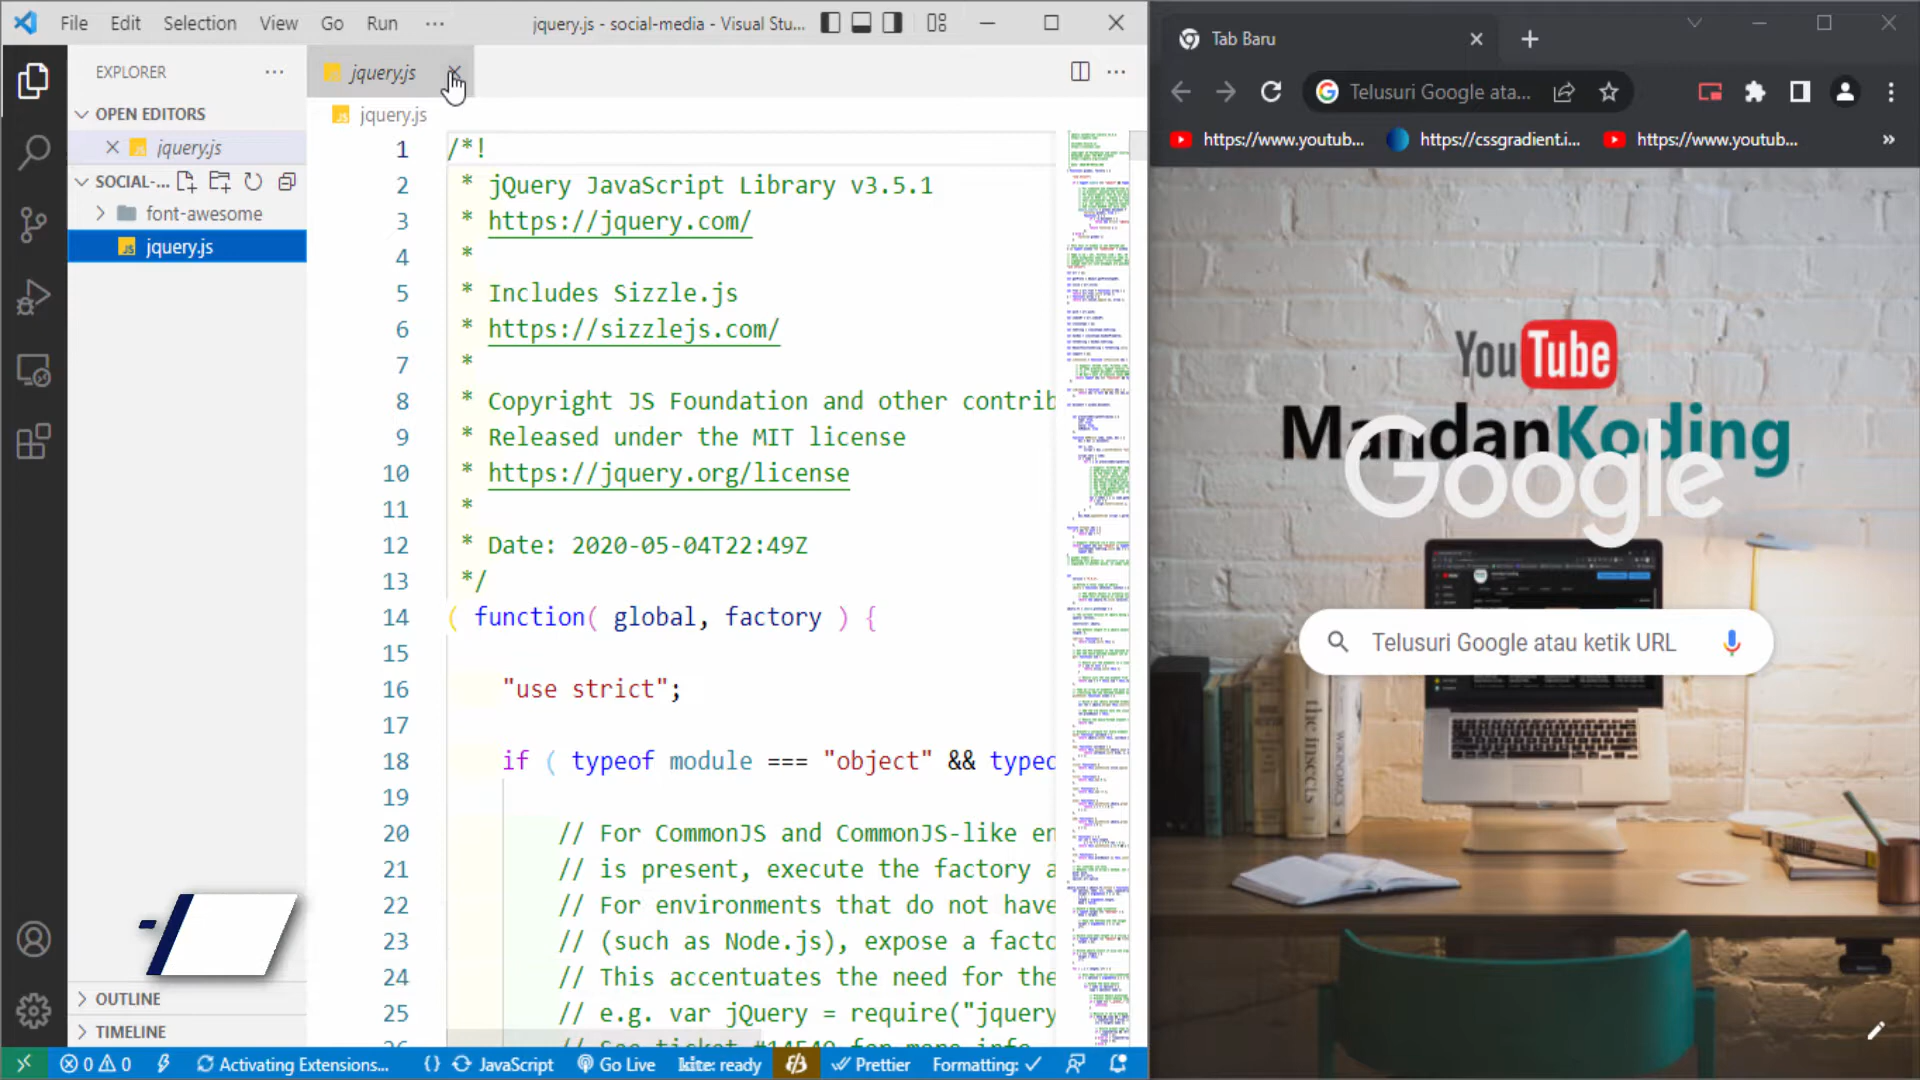 File Edit Selection View Go Run ··· jquery.js - social-media - Visual Stu...
EXPLORER ···
OPEN EDITORS
jquery.js
SOCIAL-...
font-awesome
jquery.js
OUTLINE
TIMELINE
jquery.js
jquery.js
1 /*!
2 * jQuery JavaScript Library v3.5.1
3 * https://jquery.com/
4 *
5 * Includes Sizzle.js
6 * https://sizzlejs.com/
7 *
8 * Copyright JS Foundation and other contrib
9 * Released under the MIT license
10 * https://jquery.org/license
11 *
12 * Date: 2020-05-04T22:49Z
13 */
14 ( function( global, factory ) {
15
16 "use strict";
17
18 if ( typeof module === "object" && typeo
19
20 // For CommonJS and CommonJS-like en
21 // is present, execute the factory a
22 // For environments that do not have
23 // (such as Node.js), expose a facto
24 // This accentuates the need for the
25 // e.g. var jQuery = require("jquery
26 // See ticket #14549 for more info
0 0 Activating Extensions... {} JavaScript Go Live kite: ready Prettier Formatting: ✓
Tab Baru
Telusuri Google ata...
https://www.youtub... https://cssgradient.i... https://www.youtub... »
YouTube
MandanKoding
Google
Telusuri Google atau ketik URL